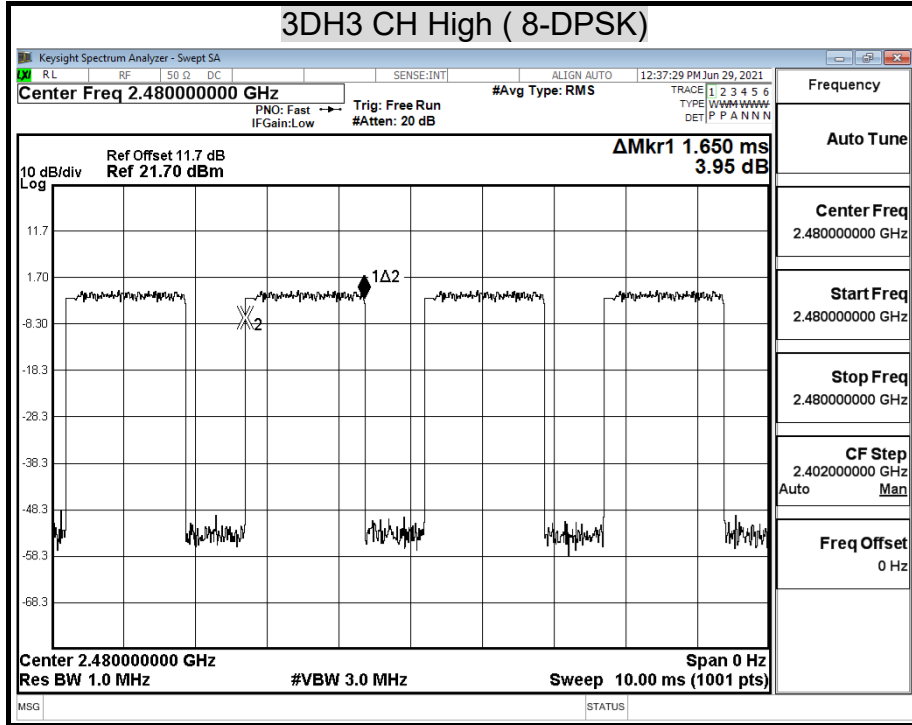 3DH3 CH High ( 8-DPSK)
Keysight Spectrum Analyzer - Swept SA
LXI RL RF 50 Ω DC SENSE:INT ALIGN AUTO 12:37:29 PM Jun 29, 2021
Center Freq 2.480000000 GHz
PNO: Fast
IFGain:Low
Trig: Free Run
#Atten: 20 dB
#Avg Type: RMS
TRACE 1 2 3 4 5 6
TYPE WWMWWWW
DET P P A N N N
Ref Offset 11.7 dB
10 dB/div Ref 21.70 dBm
Log
ΔMkr1 1.650 ms
3.95 dB
11.7
1.70
-8.30
-18.3
-28.3
-38.3
-48.3
-58.3
-68.3
1Δ2
2
Center 2.480000000 GHz Span 0 Hz
Res BW 1.0 MHz #VBW 3.0 MHz Sweep 10.00 ms (1001 pts)
MSG STATUS
Frequency
Auto Tune
Center Freq
2.480000000 GHz
Start Freq
2.480000000 GHz
Stop Freq
2.480000000 GHz
CF Step
2.402000000 GHz
Auto Man
Freq Offset
0 Hz